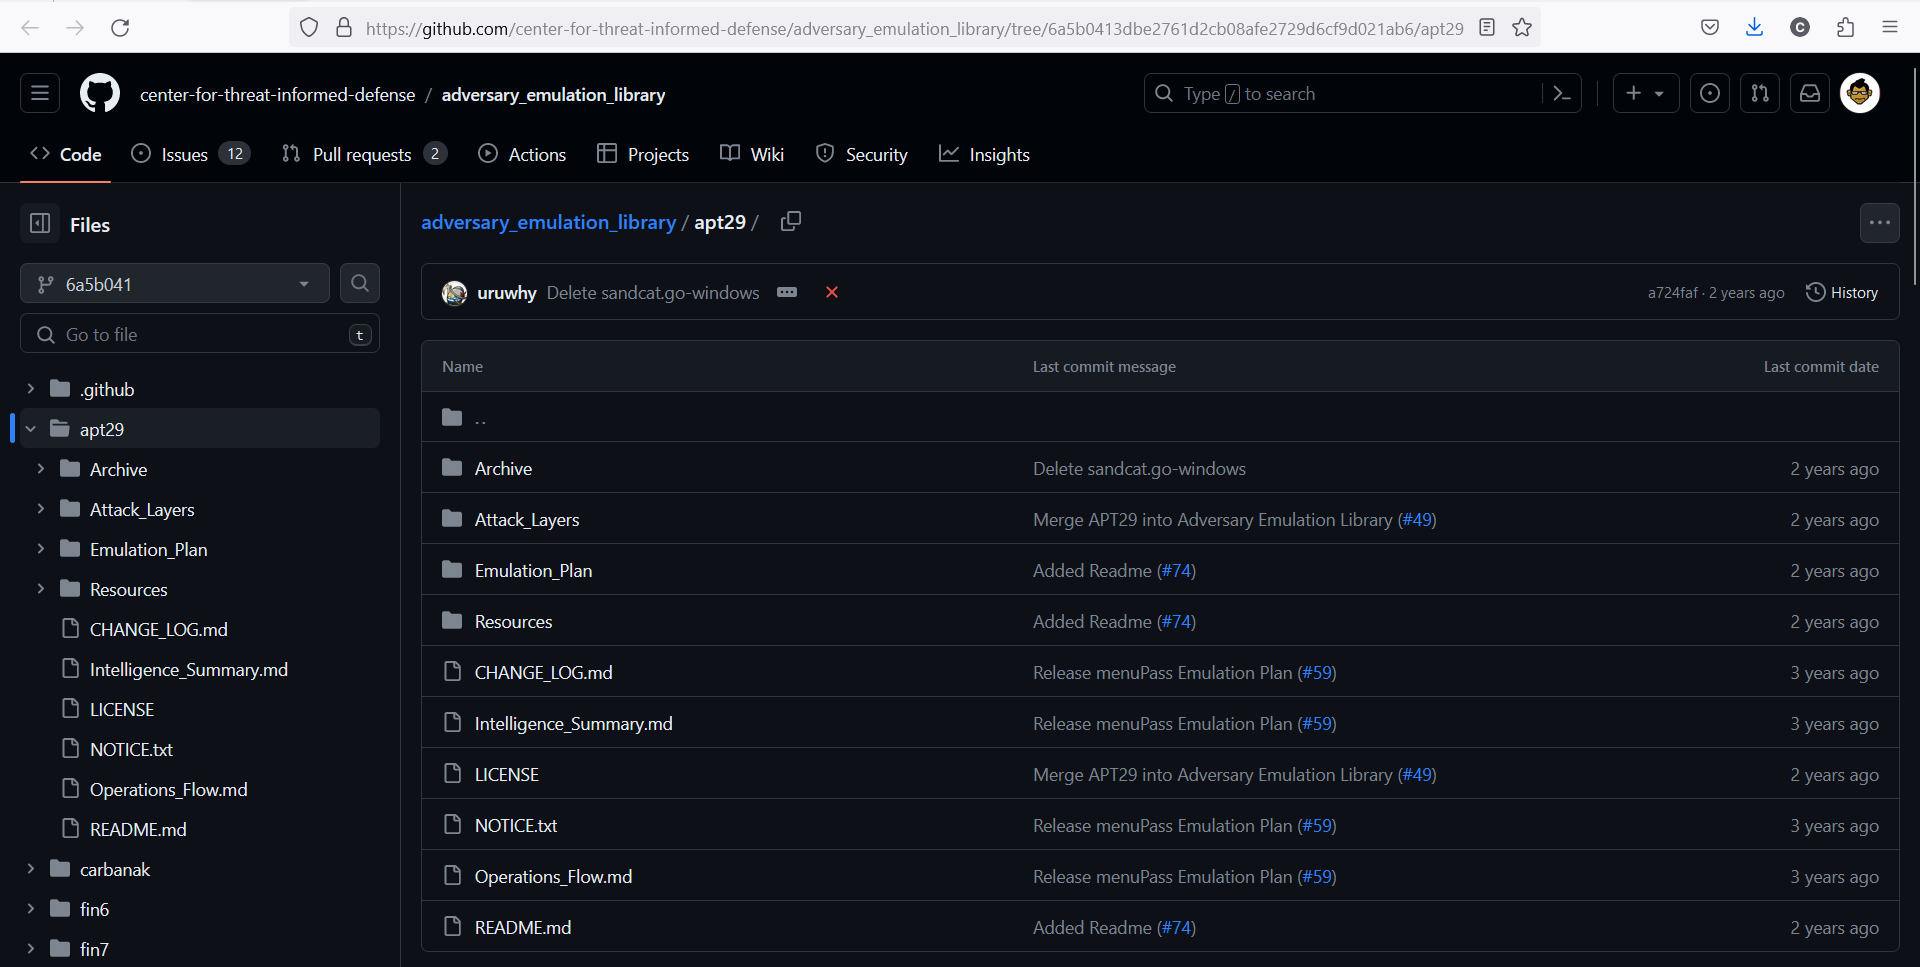 https://github.com/center-for-threat-informed-defense/adversary_emulation_library/tree/6a5b0413dbe2761d2cb08afe2729d6cf9d021ab6/apt29
C
center-for-threat-informed-defense / adversary_emulation_library
Type / to search
Code
Issues 12
Pull requests 2
Actions
Projects
Wiki
Security
Insights
Files
6a5b041
Go to file
t
.github
apt29
Archive
Attack_Layers
Emulation_Plan
Resources
CHANGE_LOG.md
Intelligence_Summary.md
LICENSE
NOTICE.txt
Operations_Flow.md
README.md
carbanak
fin6
fin7
adversary_emulation_library / apt29 /
uruwhy Delete sandcat.go-windows
a724faf · 2 years ago
History
Name Last commit message Last commit date
..
Archive Delete sandcat.go-windows 2 years ago
Attack_Layers Merge APT29 into Adversary Emulation Library (#49) 2 years ago
Emulation_Plan Added Readme (#74) 2 years ago
Resources Added Readme (#74) 2 years ago
CHANGE_LOG.md Release menuPass Emulation Plan (#59) 3 years ago
Intelligence_Summary.md Release menuPass Emulation Plan (#59) 3 years ago
LICENSE Merge APT29 into Adversary Emulation Library (#49) 2 years ago
NOTICE.txt Release menuPass Emulation Plan (#59) 3 years ago
Operations_Flow.md Release menuPass Emulation Plan (#59) 3 years ago
README.md Added Readme (#74) 2 years ago